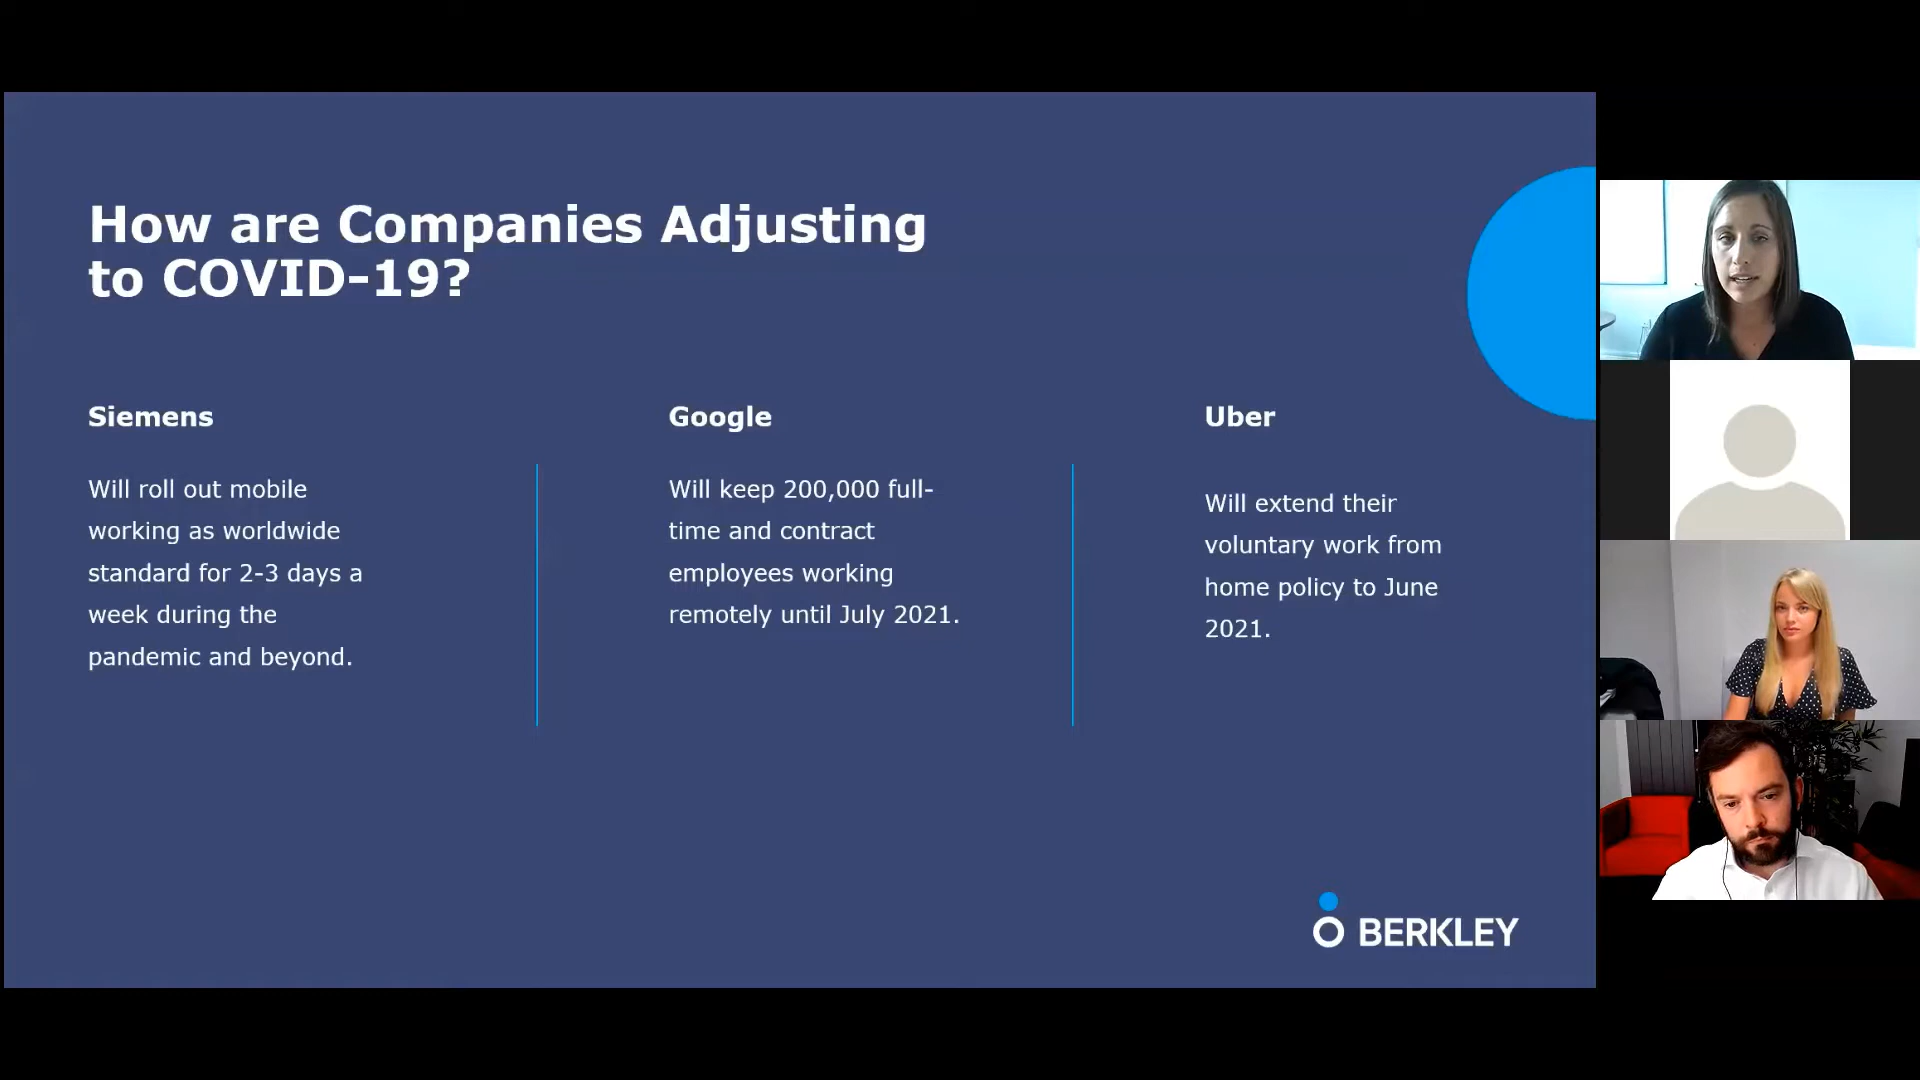 How are Companies Adjusting
to COVID-19?
Siemens
Will roll out mobile
working as worldwide
standard for 2-3 days a
week during the
pandemic and beyond.
Google
Will keep 200,000 full-
time and contract
employees working
remotely until July 2021.
Uber
Will extend their
voluntary work from
home policy to June
2021.
BERKLEY